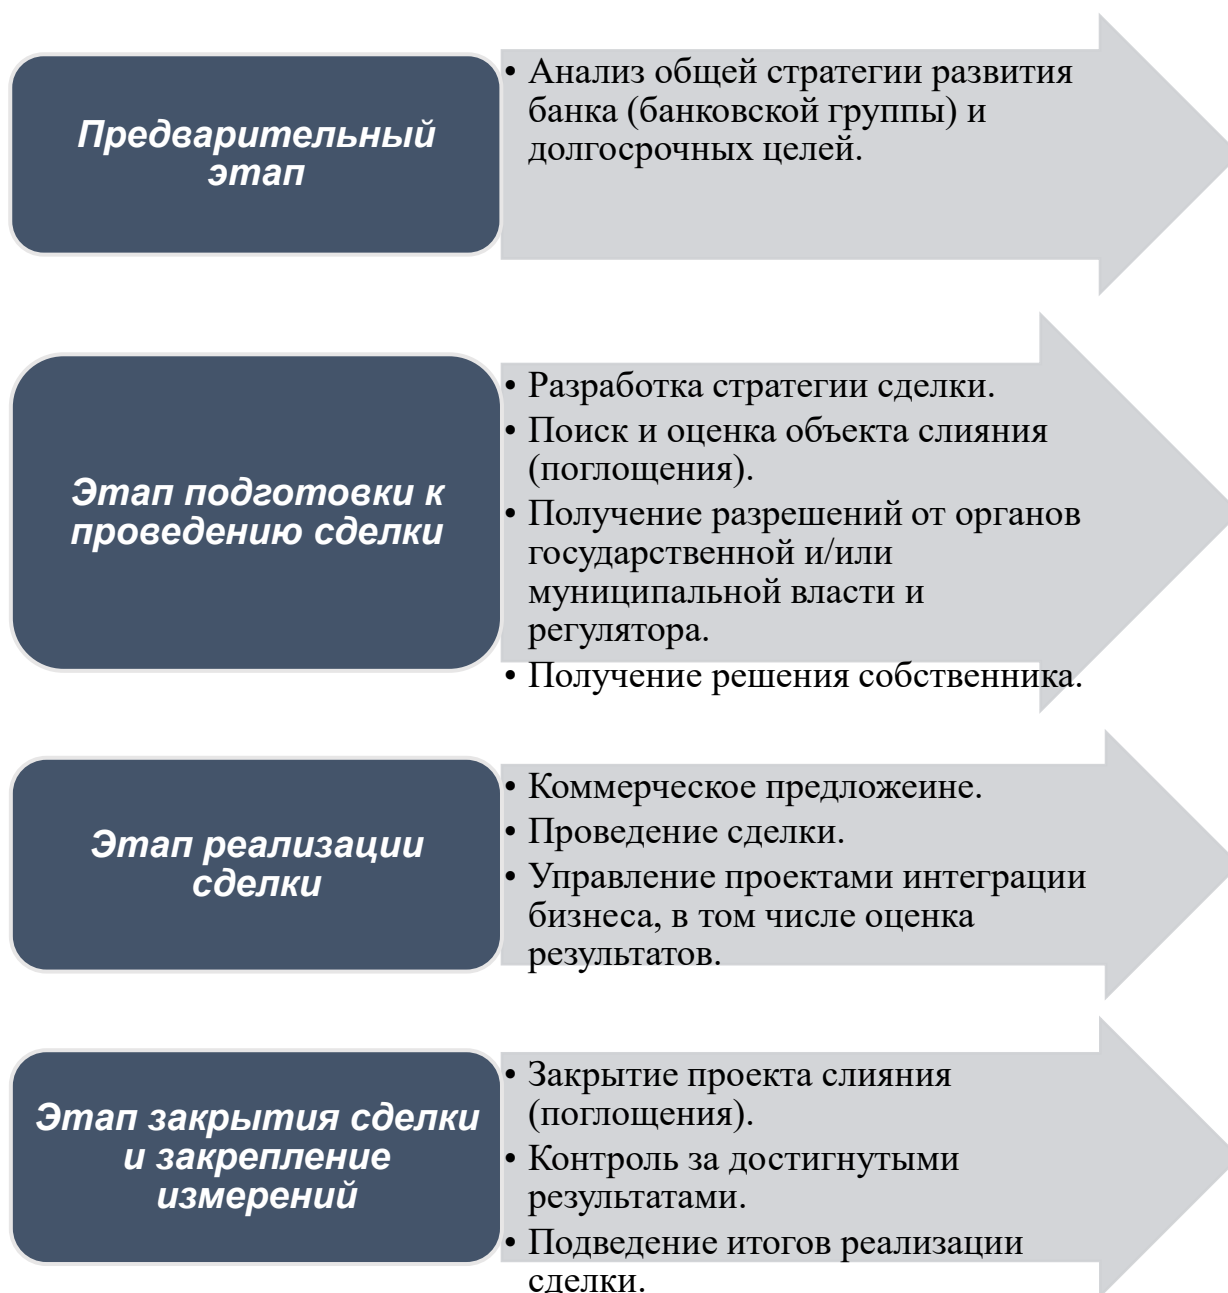 Предварительный
этап
• Анализ общей стратегии развития
банка (банковской группы) и
долгосрочных целей.
Этап подготовки к
проведению сделки
• Разработка стратегии сделки.
• Поиск и оценка объекта слияния
(поглощения).
• Получение разрешений от органов
государственной и/или
муниципальной власти и
регулятора.
• Получение решения собственника.
Этап реализации
сделки
• Коммерческое предложеине.
• Проведение сделки.
• Управление проектами интеграции
бизнеса, в том числе оценка
результатов.
Этап закрытия сделки
и закрепление
измерений
• Закрытие проекта слияния
(поглощения).
• Контроль за достигнутыми
результатами.
• Подведение итогов реализации
сделки.